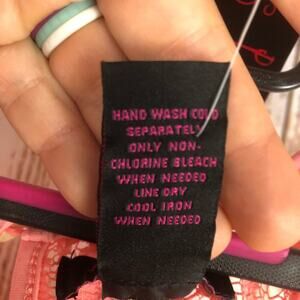 HAND WASH COLD
SEPARATELY
ONLY NON-
CHLORINE BLEACH
WHEN NEEDED
LINE DRY
COOL IRON
WHEN NEEDED